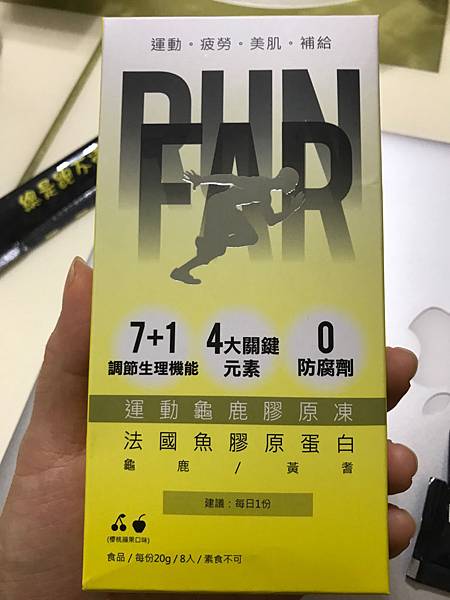 運動。疲勞。美肌。補給
RUN
FAR
7+1
調節生理機能
4大關鍵
元素
0
防腐劑
運動龜鹿膠原凍
法國魚膠原蛋白
龜鹿/黃耆
建議：每日1份
(櫻桃蘋果口味)
食品/每份20g/8人/素食不可